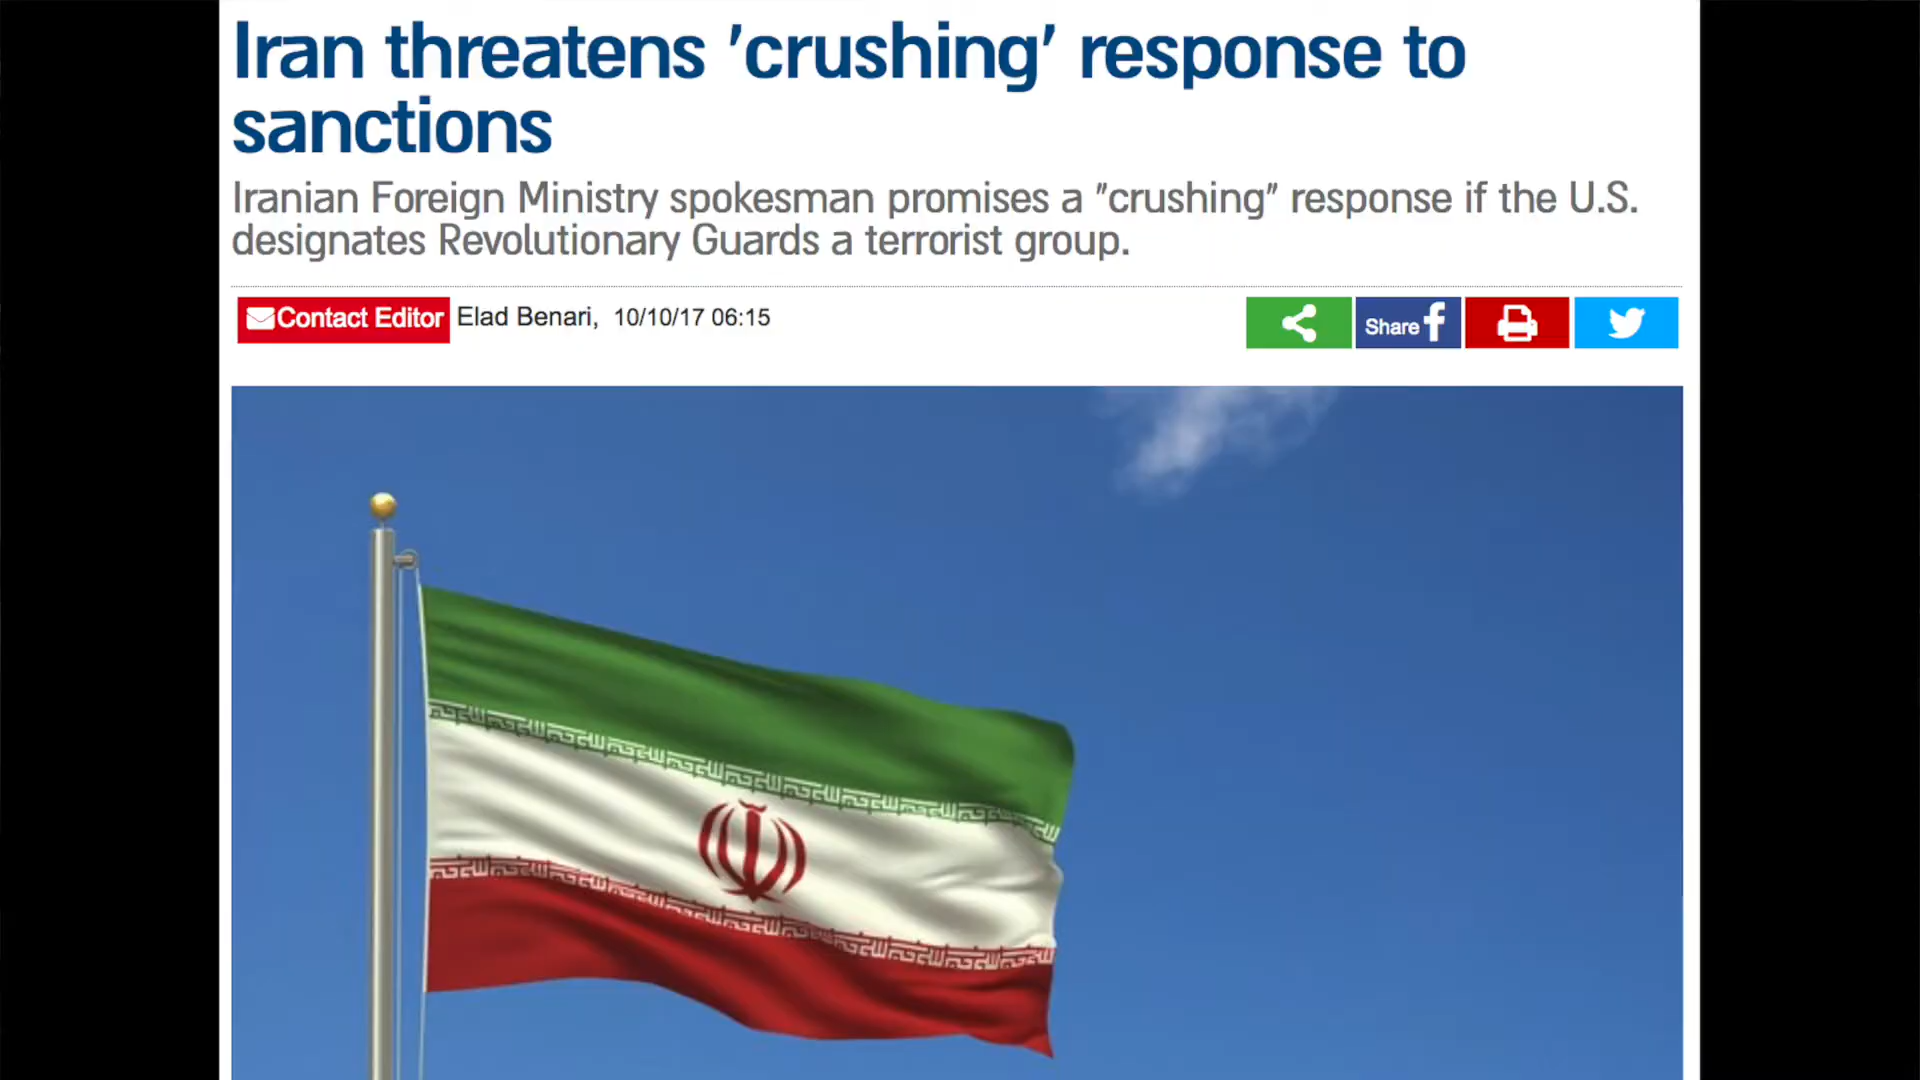 Iran threatens 'crushing' response to
sanctions
Iranian Foreign Ministry spokesman promises a "crushing" response if the U.S.
designates Revolutionary Guards a terrorist group.
Contact Editor Elad Benari, 10/10/17 06:15
Share